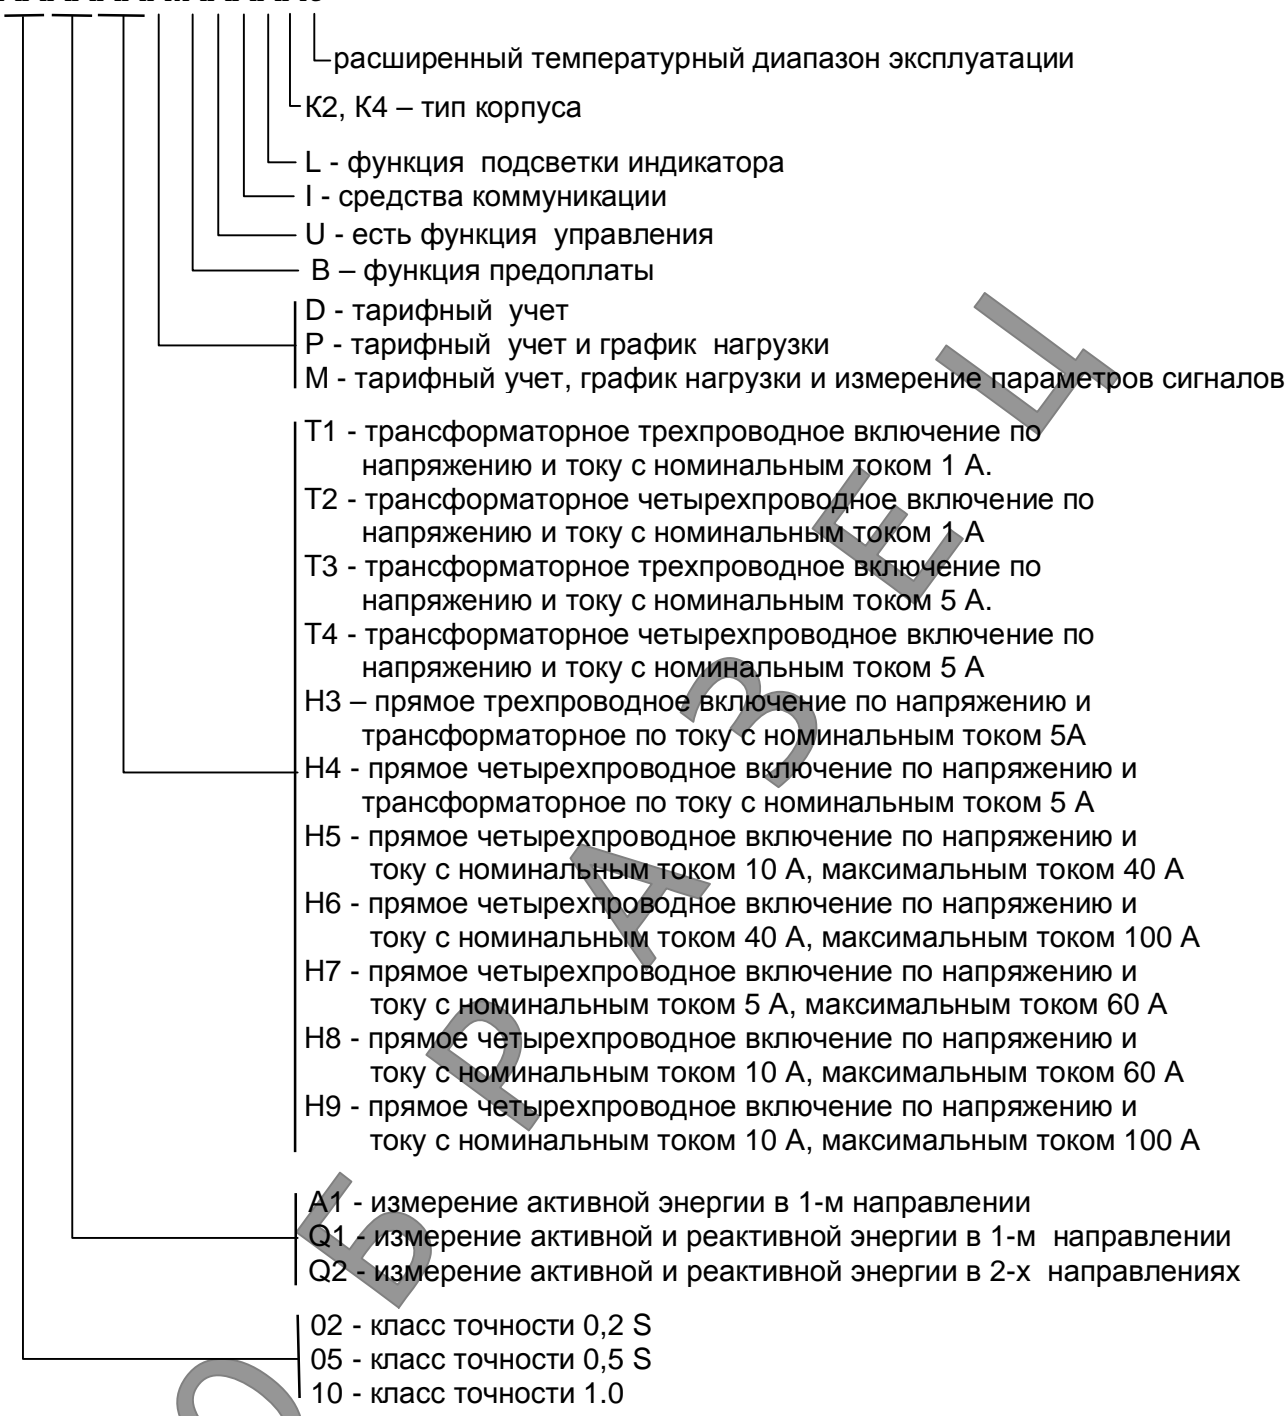 расширенный температурный диапазон эксплуатации
К2, К4 – тип корпуса
L - функция подсветки индикатора
I - средства коммуникации
U - есть функция управления
В – функция предоплаты
D - тарифный учет
P - тарифный учет и график нагрузки
М - тарифный учет, график нагрузки и измерение параметров сигналов
Т1 - трансформаторное трехпроводное включение по
напряжению и току с номинальным током 1 А.
Т2 - трансформаторное четырехпроводное включение по
напряжению и току с номинальным током 1 А
Т3 - трансформаторное трехпроводное включение по
напряжению и току с номинальным током 5 А.
Т4 - трансформаторное четырехпроводное включение по
напряжению и току с номинальным током 5 А
Н3 – прямое трехпроводное включение по напряжению и
трансформаторное по току с номинальным током 5А
Н4 - прямое четырехпроводное включение по напряжению и
трансформаторное по току с номинальным током 5 А
Н5 - прямое четырехпроводное включение по напряжению и
току с номинальным током 10 А, максимальным током 40 А
Н6 - прямое четырехпроводное включение по напряжению и
току с номинальным током 40 А, максимальным током 100 А
Н7 - прямое четырехпроводное включение по напряжению и
току с номинальным током 5 А, максимальным током 60 А
Н8 - прямое четырехпроводное включение по напряжению и
току с номинальным током 10 А, максимальным током 60 А
Н9 - прямое четырехпроводное включение по напряжению и
току с номинальным током 10 А, максимальным током 100 А
А1 - измерение активной энергии в 1-м направлении
Q1 - измерение активной и реактивной энергии в 1-м направлении
Q2 - измерение активной и реактивной энергии в 2-х направлениях
02 - класс точности 0,2 S
05 - класс точности 0,5 S
10 - класс точности 1.0
ОБРАЗЕЦ